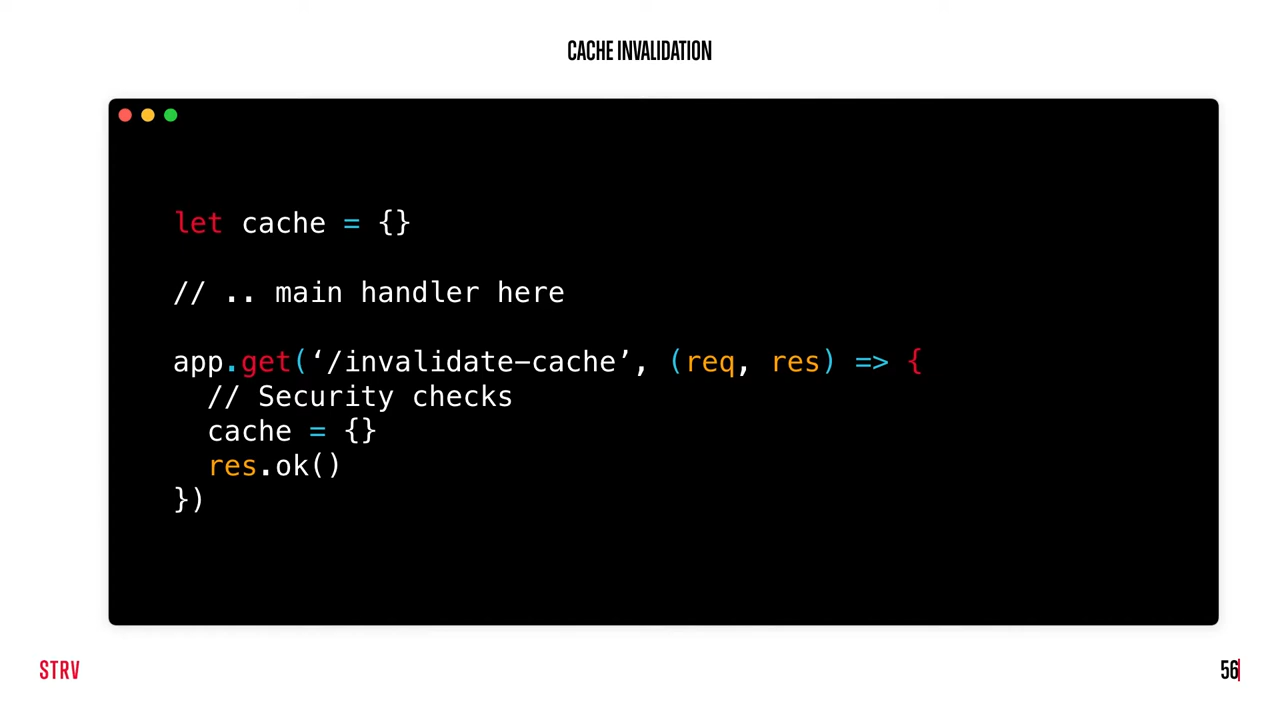 CACHE INVALIDATION
let cache = {}
// .. main handler here
app.get(‘/invalidate-cache’, (req, res) => {
// Security checks
cache = {}
res.ok()
})
STRV
56